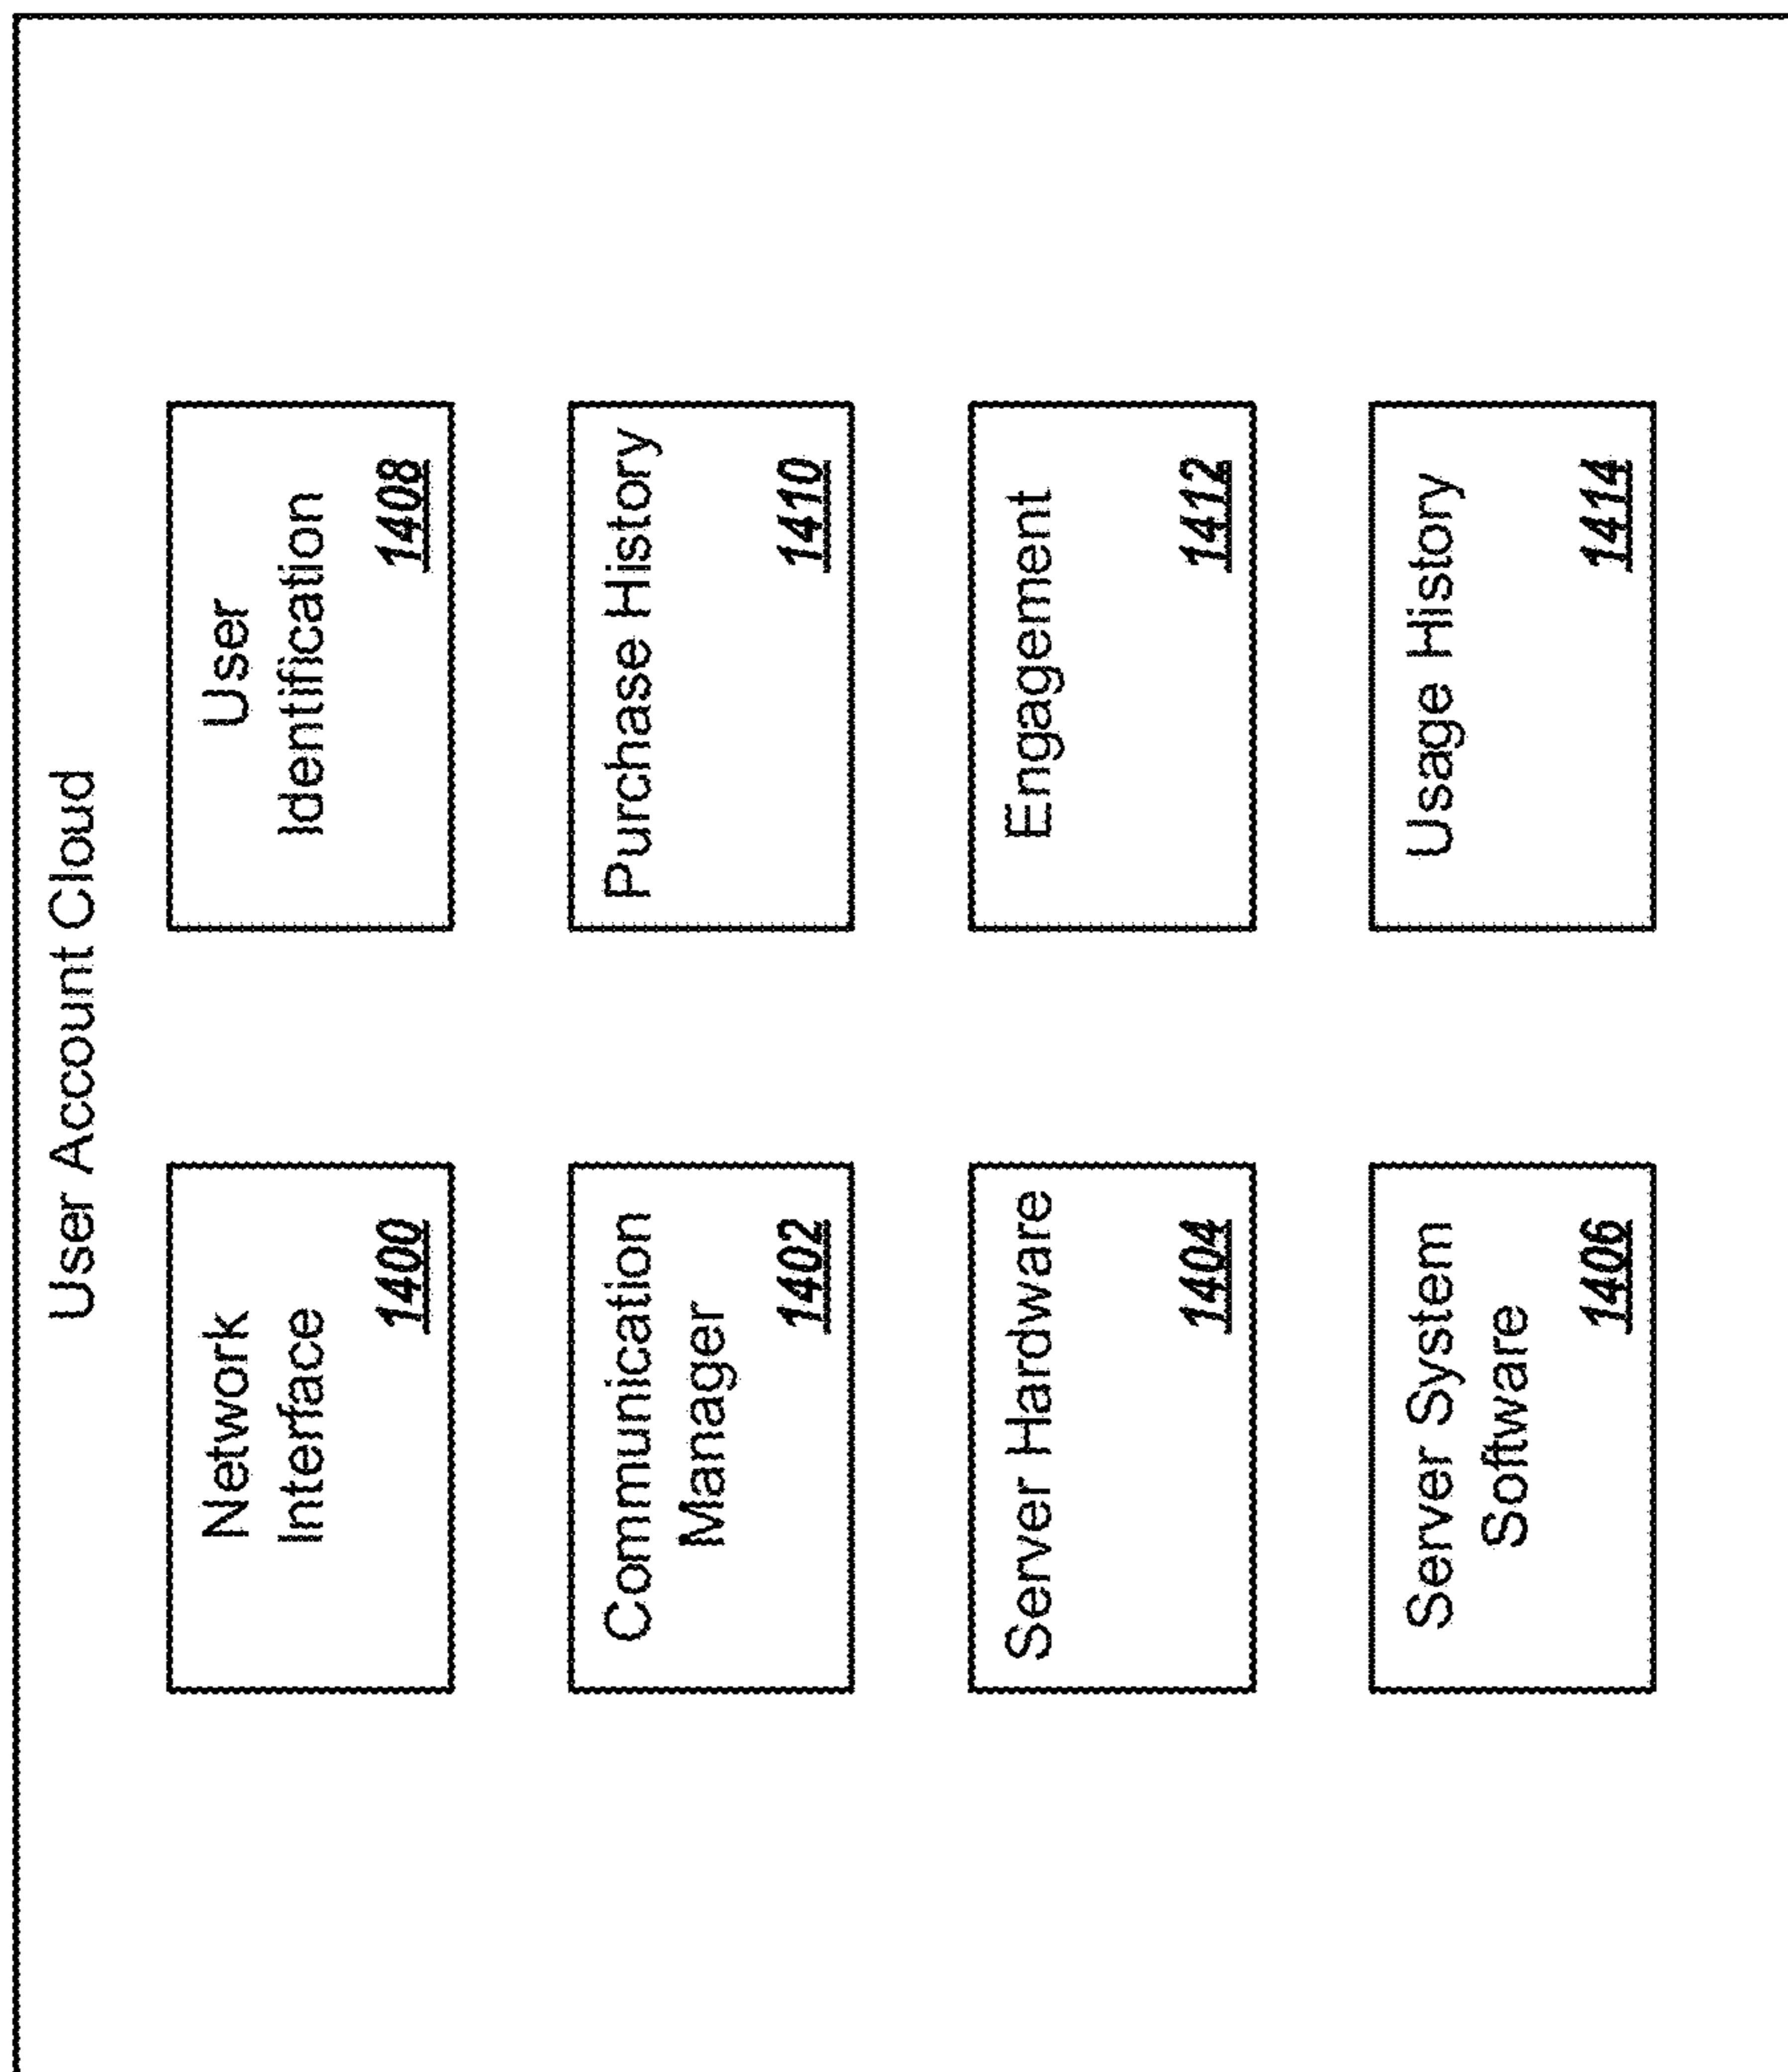 User Account Cloud
Network
Interface
1400
Communication
Manager
1402
Server Hardware
1404
Server System
Software
1406
User
Identification
1408
Purchase History
1410
Engagement
1412
Usage History
1414